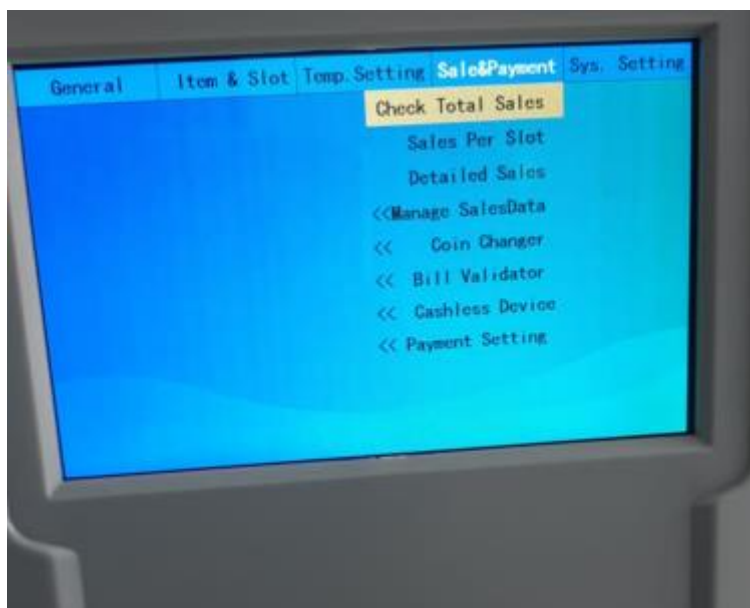 General Item & Slot Temp.Setting Sale&Payment Sys. Setting
Check Total Sales
Sales Per Slot
Detailed Sales
<<Manage SalesData
<< Coin Changer
<< Bill Validator
<< Cashless Device
<< Payment Setting